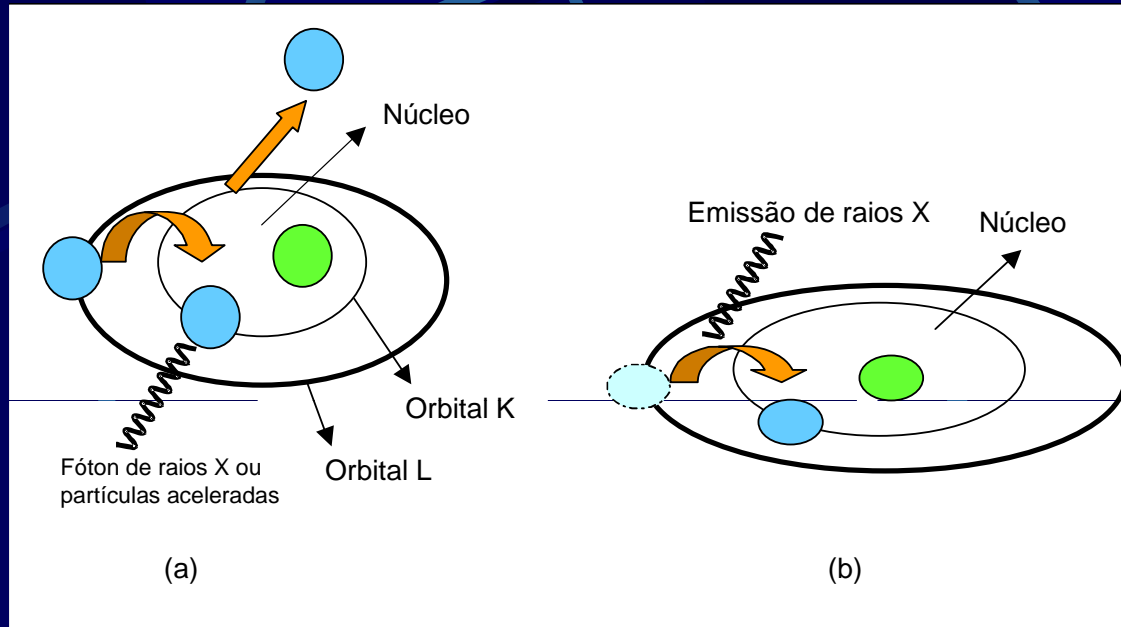 Núcleo
Orbital K
Orbital L
Fóton de raios X ou
partículas aceleradas
(a)
Emissão de raios X
Núcleo
(b)